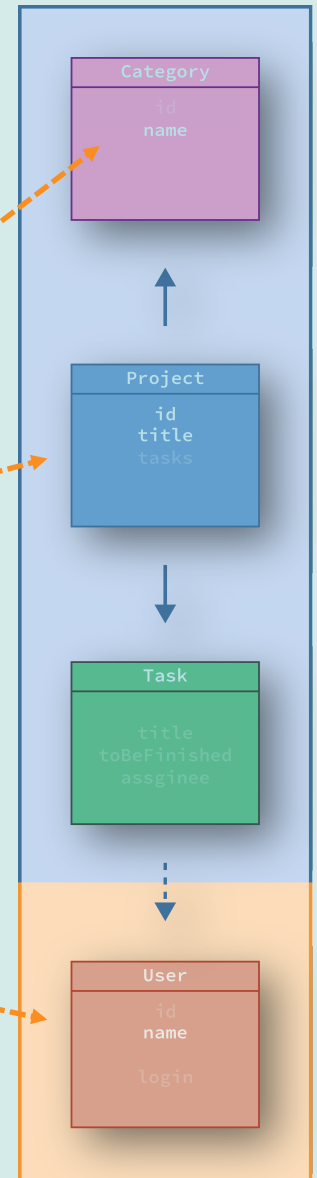 Category
id
name
Project
id
title
tasks
Task
title
toBeFinished
assginee
User
id
name
login